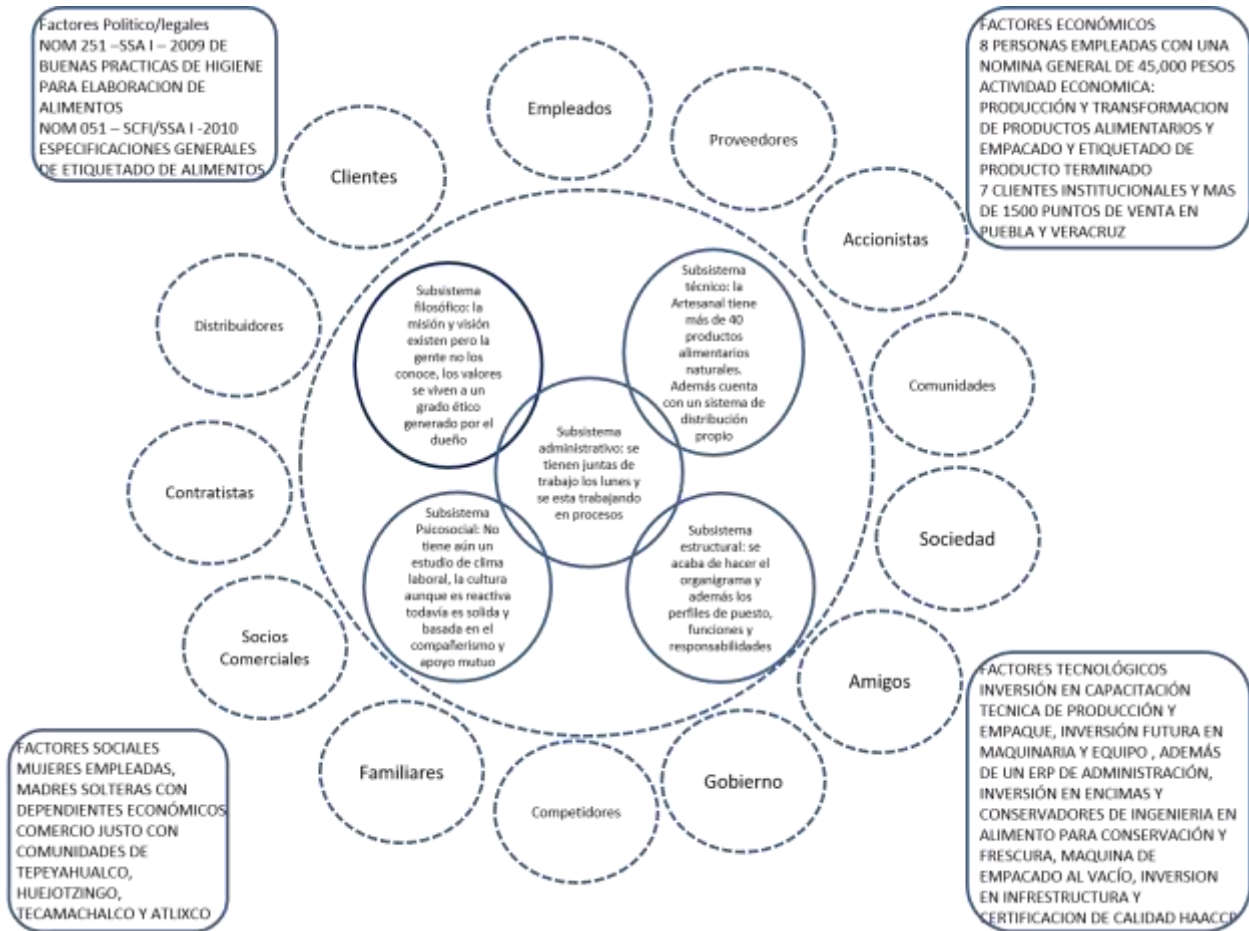 Factores Politico/legales
NOM 251 –SSA I – 2009 DE
BUENAS PRACTICAS DE HIGIENE
PARA ELABORACION DE
ALIMENTOS
NOM 051 – SCFI/SSA I -2010
ESPECIFICACIONES GENERALES
DE ETIQUETADO DE ALIMENTOS
FACTORES ECONÓMICOS
8 PERSONAS EMPLEADAS CON UNA
NOMINA GENERAL DE 45,000 PESOS
ACTIVIDAD ECONOMICA:
PRODUCCIÓN Y TRANSFORMACION
DE PRODUCTOS ALIMENTARIOS Y
EMPACADO Y ETIQUETADO DE
PRODUCTO TERMINADO
7 CLIENTES INSTITUCIONALES Y MAS
DE 1500 PUNTOS DE VENTA EN
PUEBLA Y VERACRUZ
Empleados
Proveedores
Clientes
Accionistas
Distribuidores
Comunidades
Contratistas
Sociedad
Socios
Comerciales
Amigos
Familiares
Competidores
Gobierno
Subsistema
filosófico: la
misión y visión
existen pero la
gente no los
conoce, los valores
se viven a un
grado ético
generado por el
dueño
Subsistema
técnico: la
Artesanal tiene
más de 40
productos
alimentarios
naturales.
Además cuenta
con un sistema de
distribución
propio
Subsistema
administrativo: se
tienen juntas de
trabajo los lunes y
se esta trabajando
en procesos
Subsistema
Psicosocial: No
tiene aún un
estudio de clima
laboral, la cultura
aunque es reactiva
todavía es solida y
basada en el
compañerismo y
apoyo mutuo
Subsistema
estructural: se
acaba de hacer el
organigrama y
además los
perfiles de puesto,
funciones y
responsabilidades
FACTORES SOCIALES
MUJERES EMPLEADAS,
MADRES SOLTERAS CON
DEPENDIENTES ECONÓMICOS
COMERCIO JUSTO CON
COMUNIDADES DE
TEPEYAHUALCO,
HUEJOTZINGO,
TECAMACHALCO Y ATLIXCO
FACTORES TECNOLÓGICOS
INVERSIÓN EN CAPACITACIÓN
TECNICA DE PRODUCCIÓN Y
EMPAQUE, INVERSIÓN FUTURA EN
MAQUINARIA Y EQUIPO , ADEMÁS
DE UN ERP DE ADMINISTRACIÓN,
INVERSIÓN EN ENCIMAS Y
CONSERVADORES DE INGENIERIA EN
ALIMENTO PARA CONSERVACIÓN Y
FRESCURA, MAQUINA DE
EMPACADO AL VACÍO, INVERSION
EN INFRESTRUCTURA Y
CERTIFICACION DE CALIDAD HAACCP